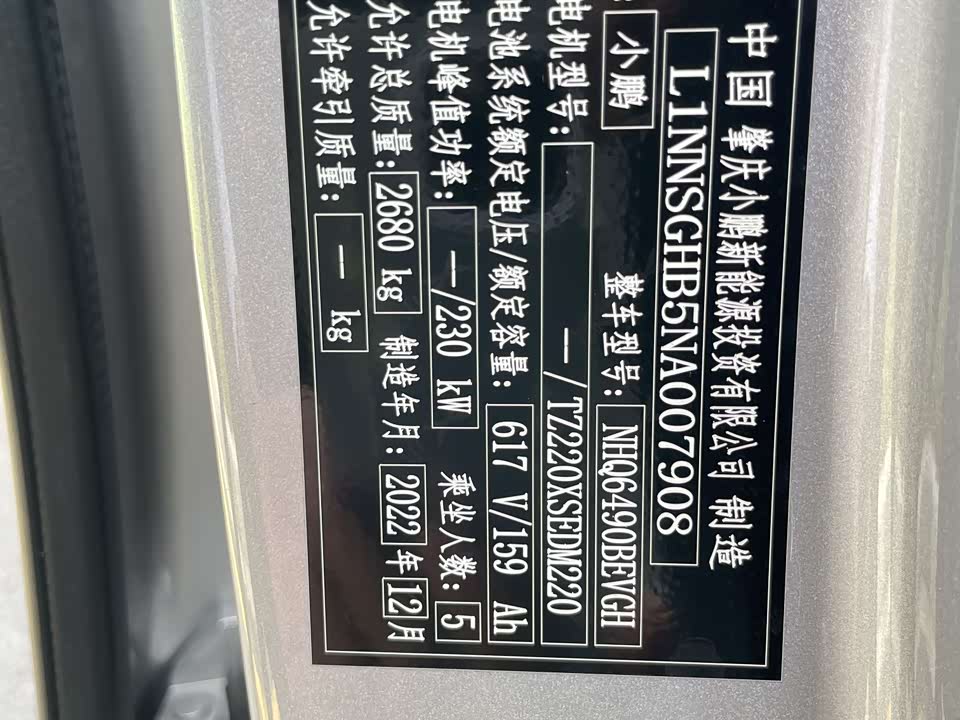 中国 肇庆小鹏新能源投资有限公司 制造
L1NNSGHB5NA007908
: 小鹏 整车型号: NHQ6490BEVGH
电机型号: —/TZ220XSEDM220
电池系统额定电压/额定容量: 617 V/159 Ah
电机峰值功率: —/230 kW 乘坐人数: 5
允许总质量: 2680 kg 制造年月: 2022 年 12 月
允许牵引质量: — kg